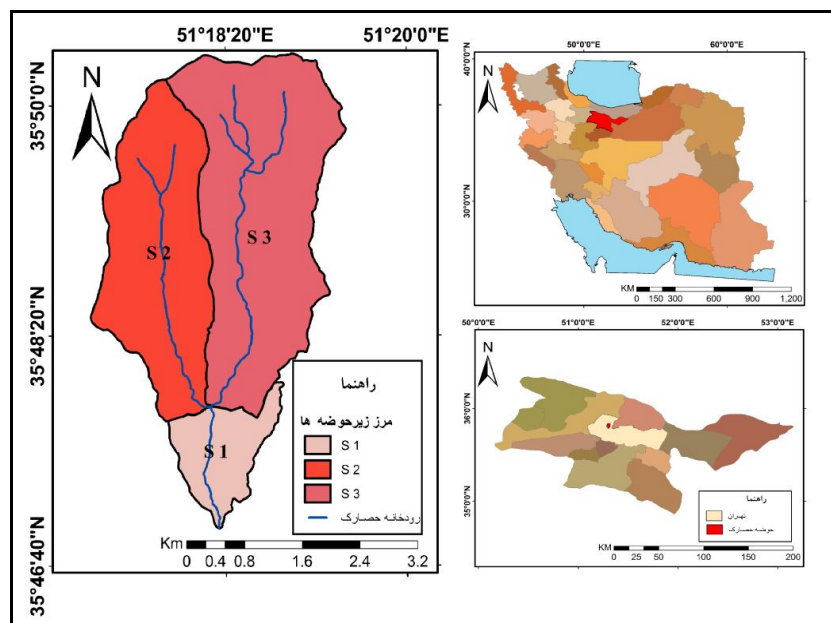 51°18'20"E 51°20'0"E
N
35°50'0"N
35°48'20"N
35°46'40"N
S 2
S 3
S 1
راهنما
مرز زیرحوضه ها
S 1
S 2
S 3
رودخانه حصارک
Km
0 0.4 0.8 1.6 2.4 3.2
50°0'0"E 60°0'0"E
40°0'0"N
N
30°0'0"N
KM
0 150 300 600 900 1,200
50°0'0"E 51°0'0"E 52°0'0"E 53°0'0"E
N
36°0'0"N
35°0'0"N
راهنما
تهران
حوضه حصارک
KM
0 25 50 100 150 200